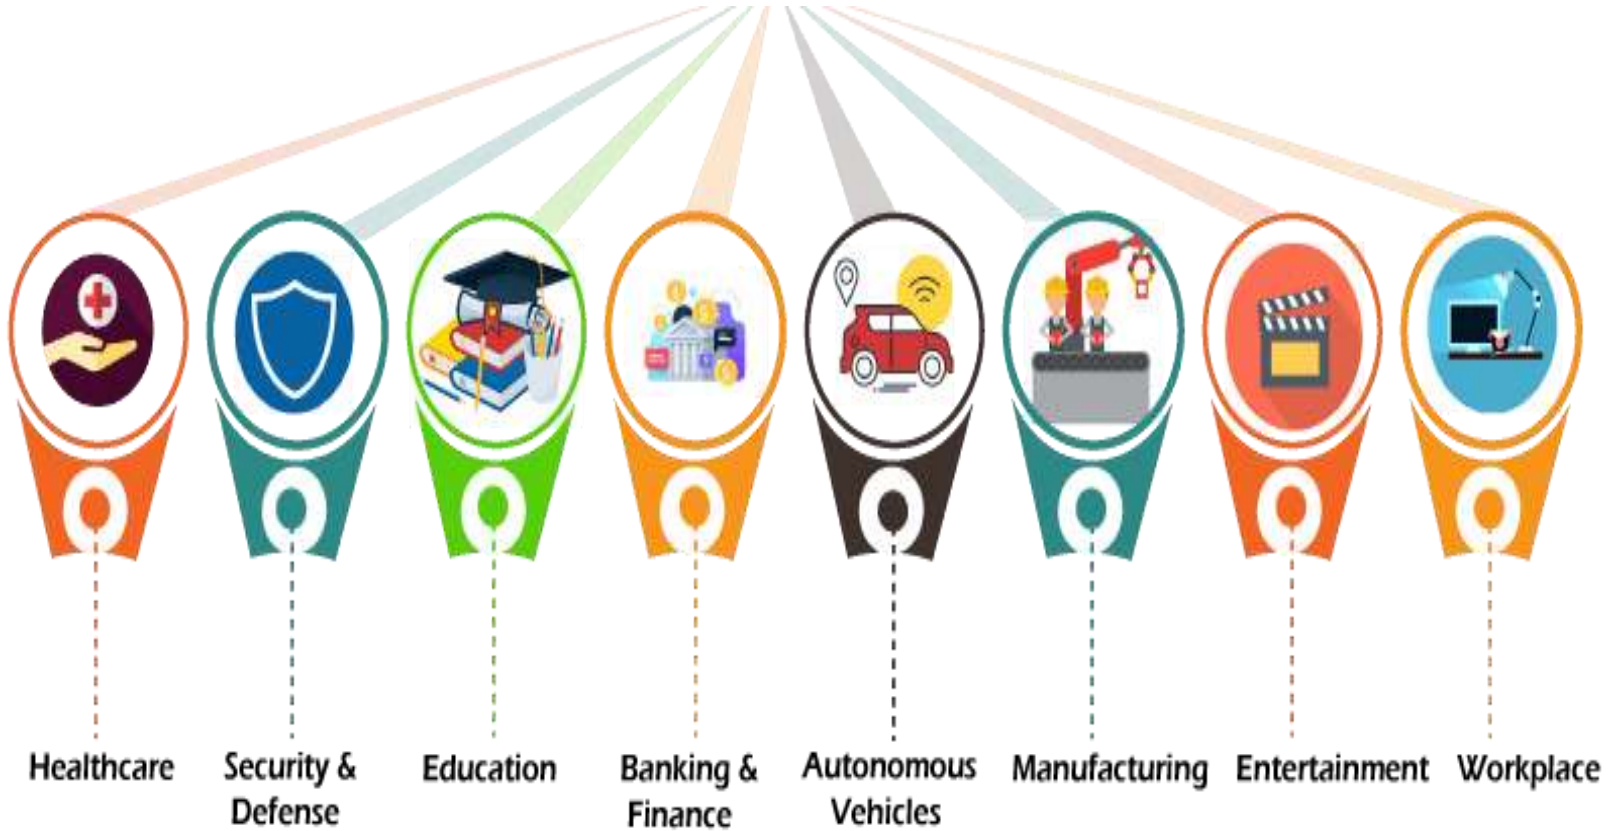 Healthcare
Security &
Defense
Education
Banking &
Finance
Autonomous
Vehicles
Manufacturing
Entertainment
Workplace